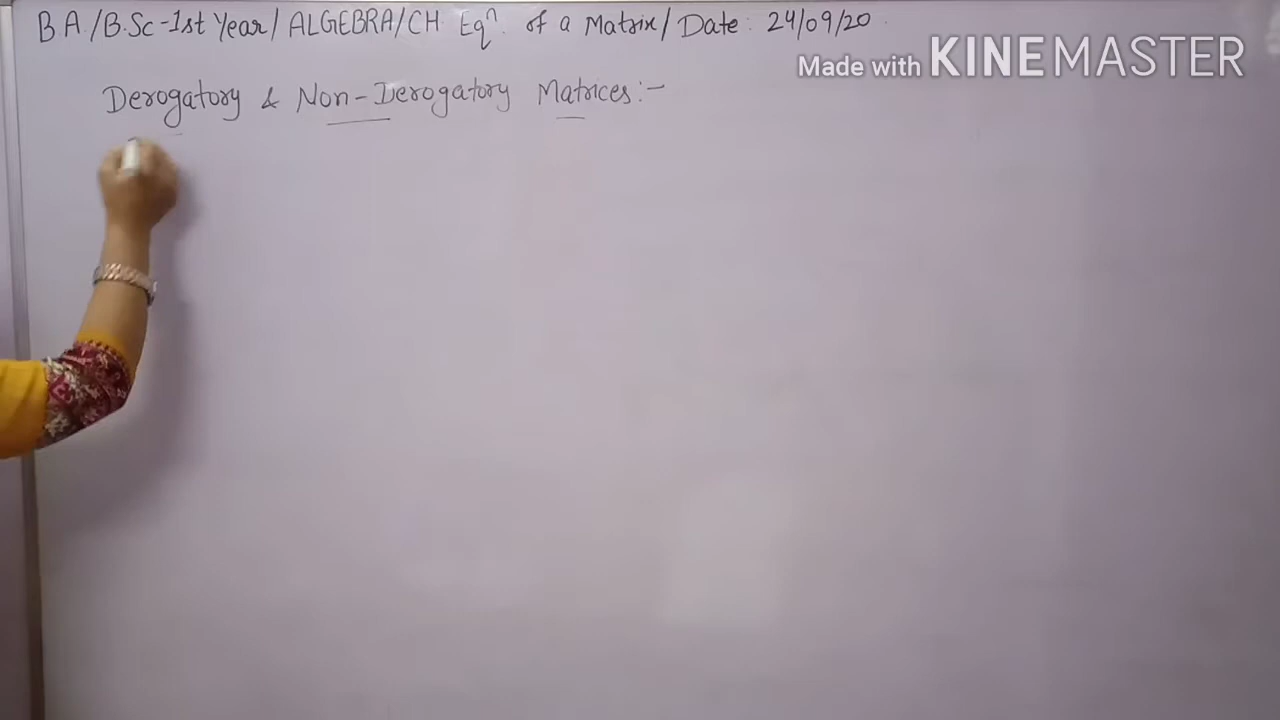 B A./B.Sc-1st Year/ ALGEBRA/CH. Eqⁿ. of a Matrix/ Date: 24/09/20
Made with KINEMASTER
Derogatory & Non-Derogatory Matrices:-